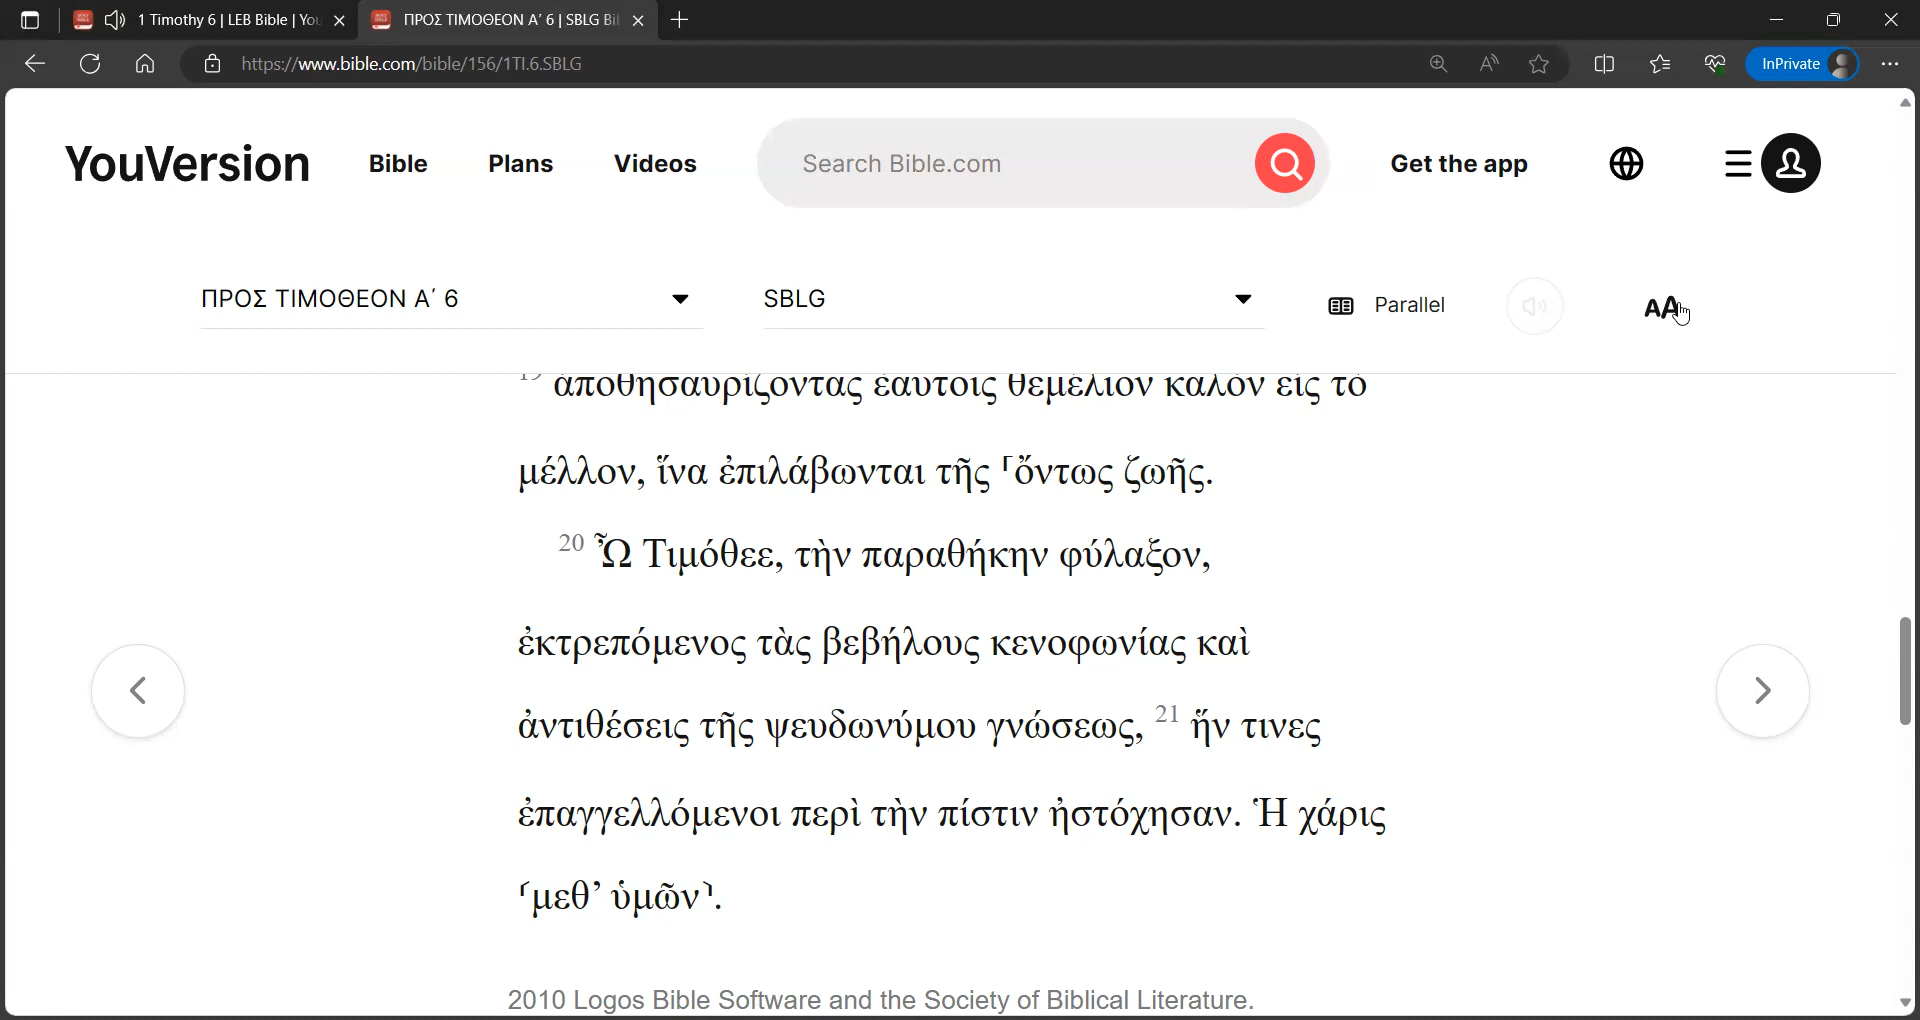 1 Timothy 6 | LEB Bible | You
ΠΡΟΣ ΤΙΜΟΘΕΟΝ Αʹ 6 | SBLG Bi
https://www.bible.com/bible/156/1TI.6.SBLG
InPrivate
YouVersion
Bible
Plans
Videos
Search Bible.com
Get the app
ΠΡΟΣ ΤΙΜΟΘΕΟΝ Αʹ 6
SBLG
Parallel
AA
19 ἀποθησαυρίζοντας ἑαυτοῖς θεμέλιον καλὸν εἰς τὸ
μέλλον, ἵνα ἐπιλάβωνται τῆς ⸀ὄντως ζωῆς.
20 Ὦ Τιμόθεε, τὴν παραθήκην φύλαξον,
ἐκτρεπόμενος τὰς βεβήλους κενοφωνίας καὶ
ἀντιθέσεις τῆς ψευδωνύμου γνώσεως, 21 ἥν τινες
ἐπαγγελλόμενοι περὶ τὴν πίστιν ἠστόχησαν. Ἡ χάρις
⸂μεθ’ ὑμῶν⸃.
2010 Logos Bible Software and the Society of Biblical Literature.